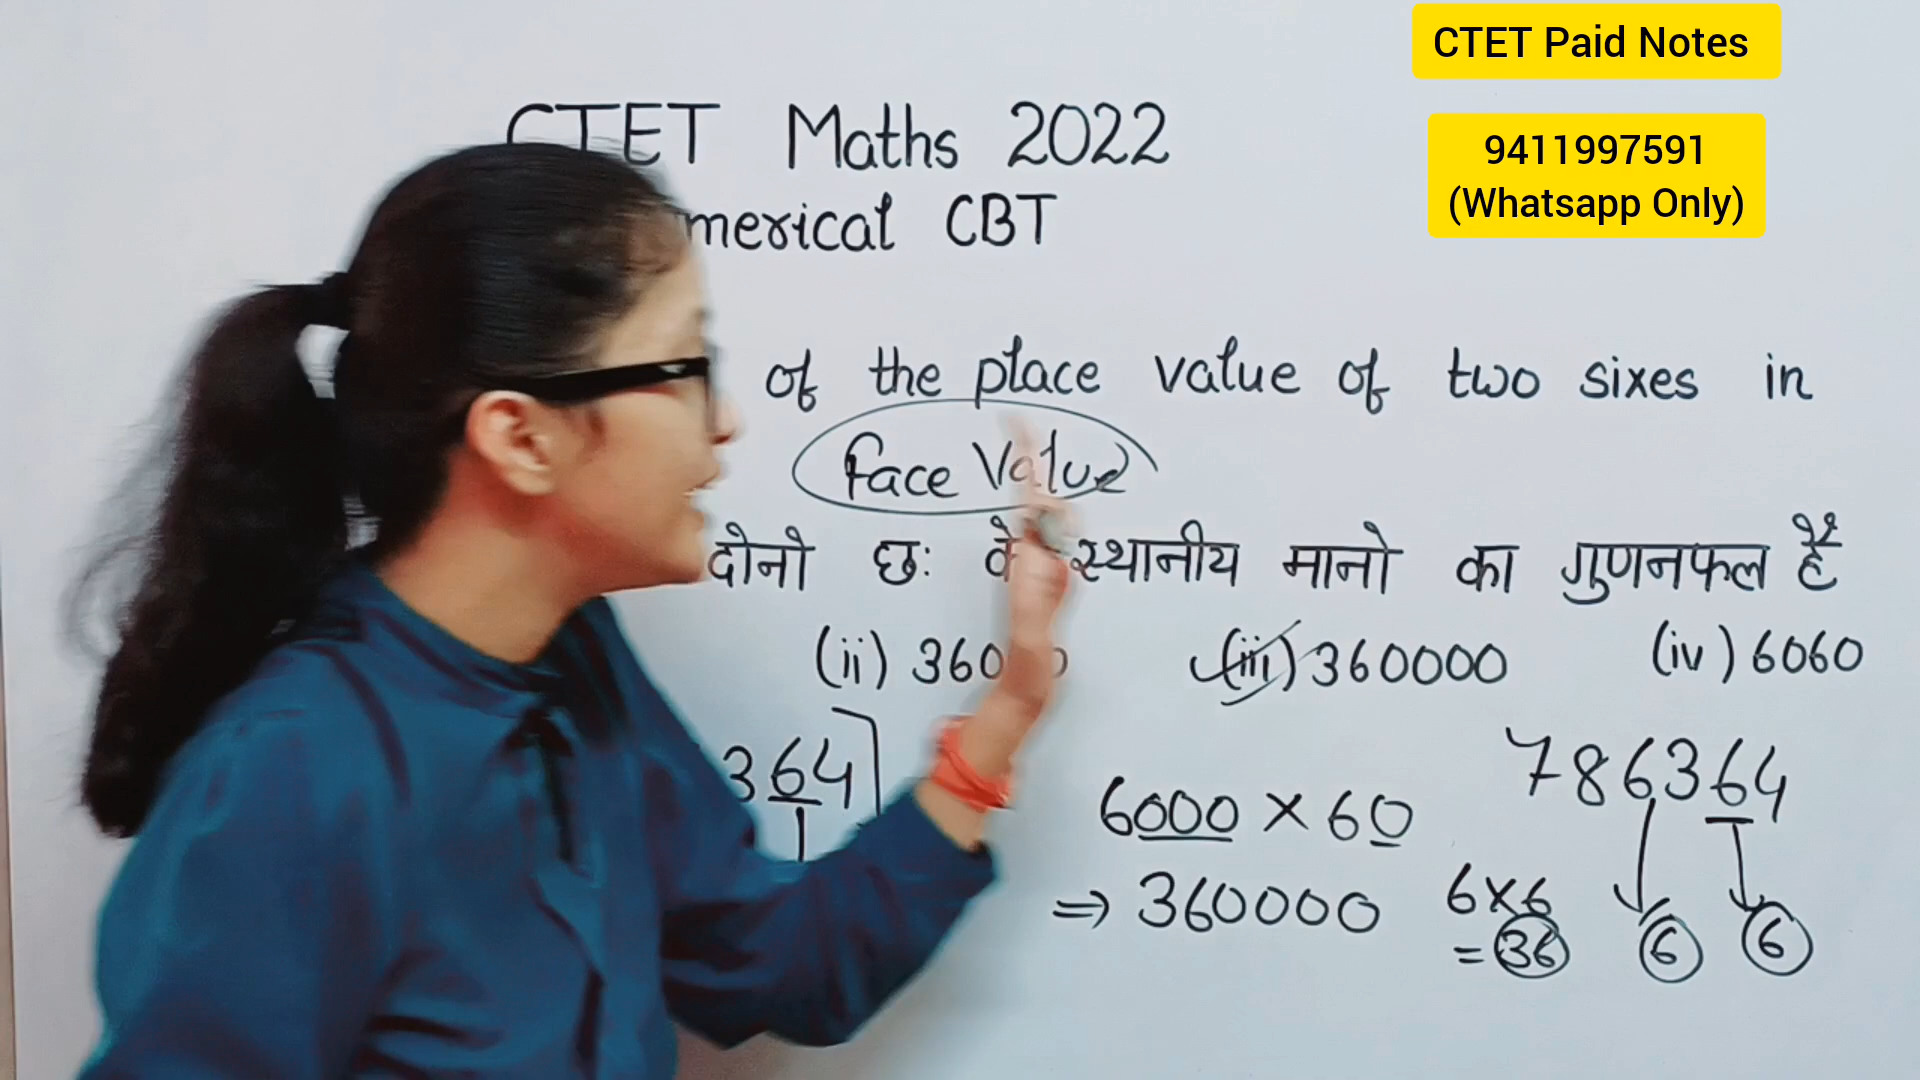 CTET Paid Notes
9411997591
(Whatsapp Only)
CTET Maths 2022
merical CBT
of the place value of two sixes in
Face Value
दोनो छः के स्थानीय मानो का गुणनफल है
(ii) 360 (iii) 360000 (iv) 6060
364
786364
6000 × 60
⇒ 360000
6×6
= 36
6 6